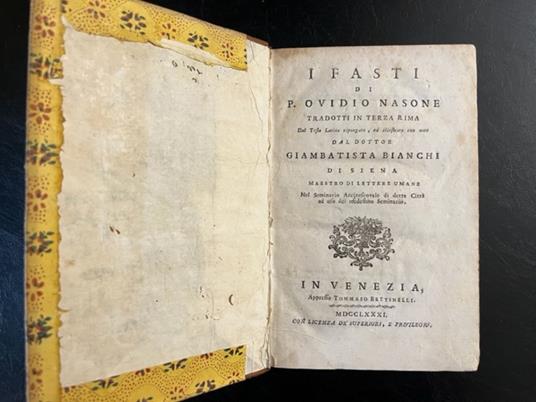 I FASTI
DI
P. OVIDIO NASONE
TRADOTTI IN TERZA RIMA
Dal Testo Latino ripurgato, ed illustrato con note
DAL DOTTOR
GIAMBATISTA BIANCHI
DI SIENA
MAESTRO DI LETTERE UMANE
Nel Seminario Arcivescovale di detta Città
ad uso del medesimo Seminario.
IN VENEZIA,
Appresso TOMMASO BETTINELLI.
MDCCLXXXI.
CON LICENZA DE' SUPERIORI, E PRIVILEGIO.